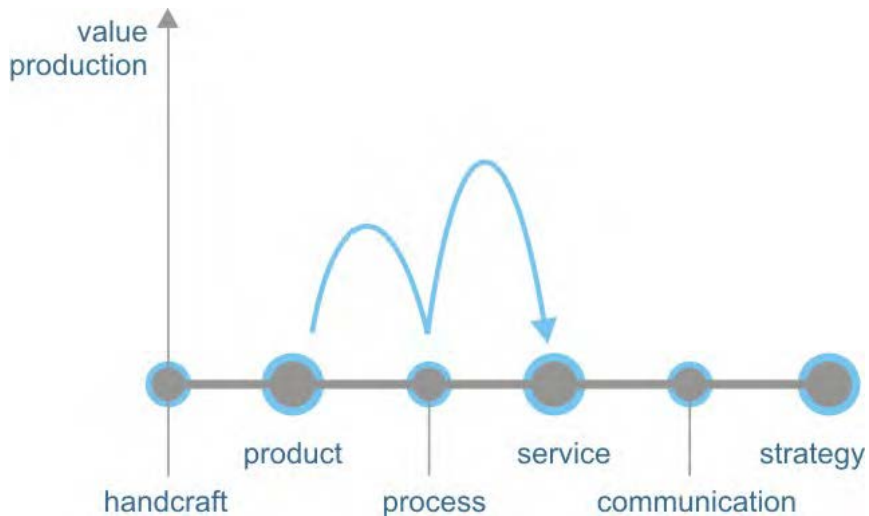 value
production
product
service
strategy
handcraft
process
communication